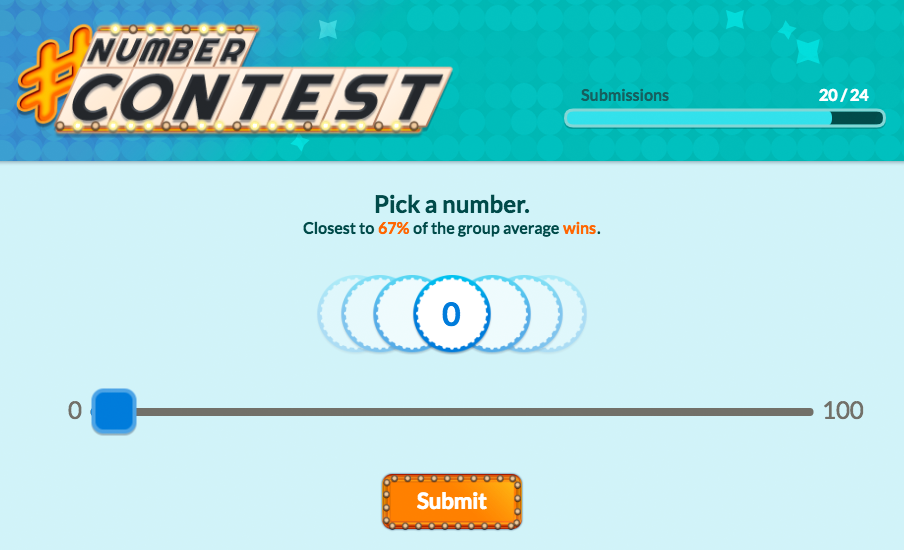 #NUMBER
CONTEST
Submissions 20 / 24
Pick a number.
Closest to 67% of the group average wins.
0
0 100
Submit